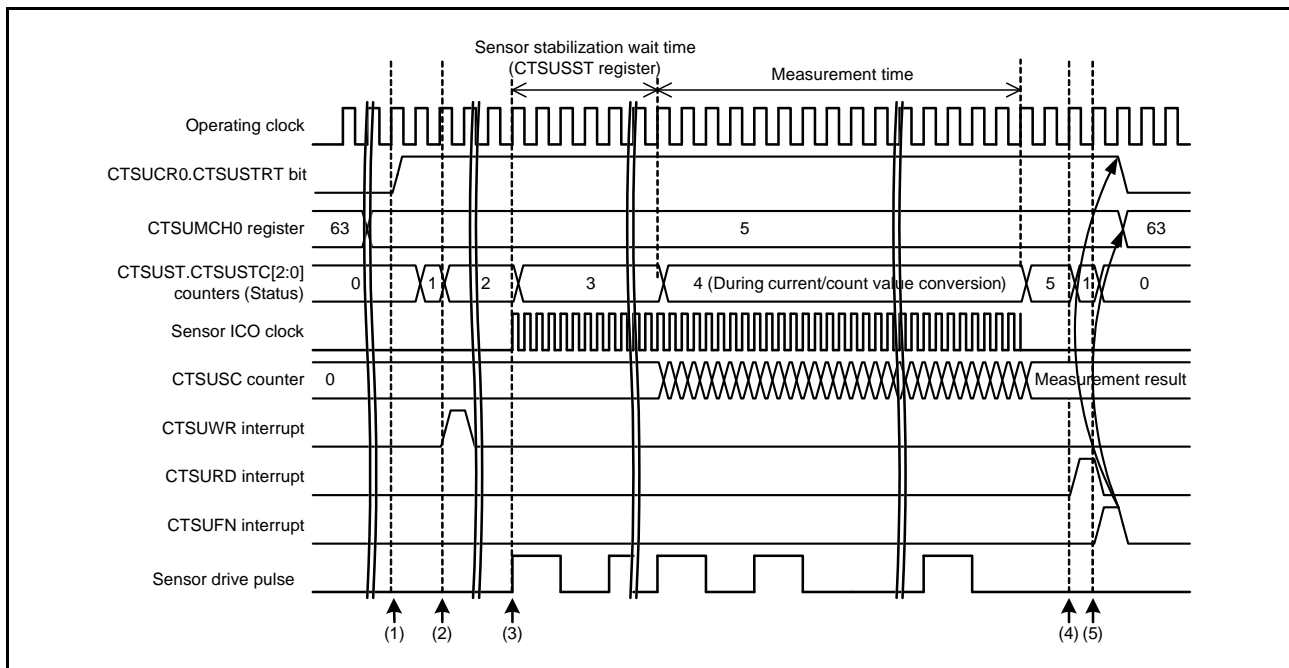 Sensor stabilization wait time
(CTSUSST register)
Measurement time
Operating clock
CTSUCR0.CTSUSTRT bit
CTSUMCH0 register
63
5
63
CTSUST.CTSUSTC[2:0]
counters (Status)
0
1
2
3
4 (During current/count value conversion)
5
1
0
Sensor ICO clock
CTSUSC counter
0
Measurement result
CTSUWR interrupt
CTSURD interrupt
CTSUFN interrupt
Sensor drive pulse
(1)
(2)
(3)
(4)
(5)